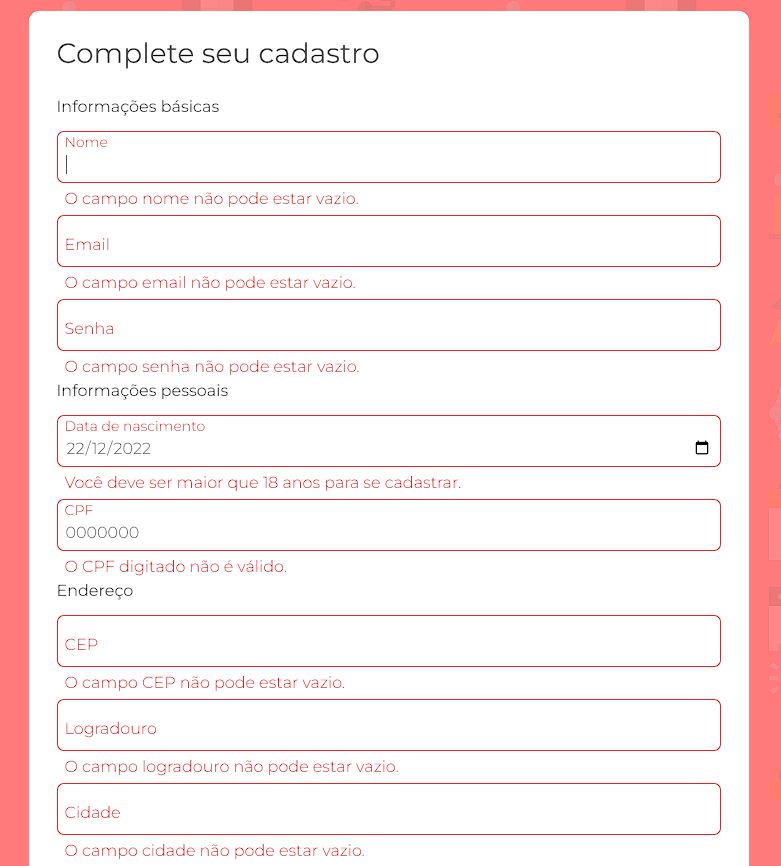 Complete seu cadastro
Informações básicas
Nome
O campo nome não pode estar vazio.
Email
O campo email não pode estar vazio.
Senha
O campo senha não pode estar vazio.
Informações pessoais
Data de nascimento
22/12/2022
Você deve ser maior que 18 anos para se cadastrar.
CPF
0000000
O CPF digitado não é válido.
Endereço
CEP
O campo CEP não pode estar vazio.
Logradouro
O campo logradouro não pode estar vazio.
Cidade
O campo cidade não pode estar vazio.